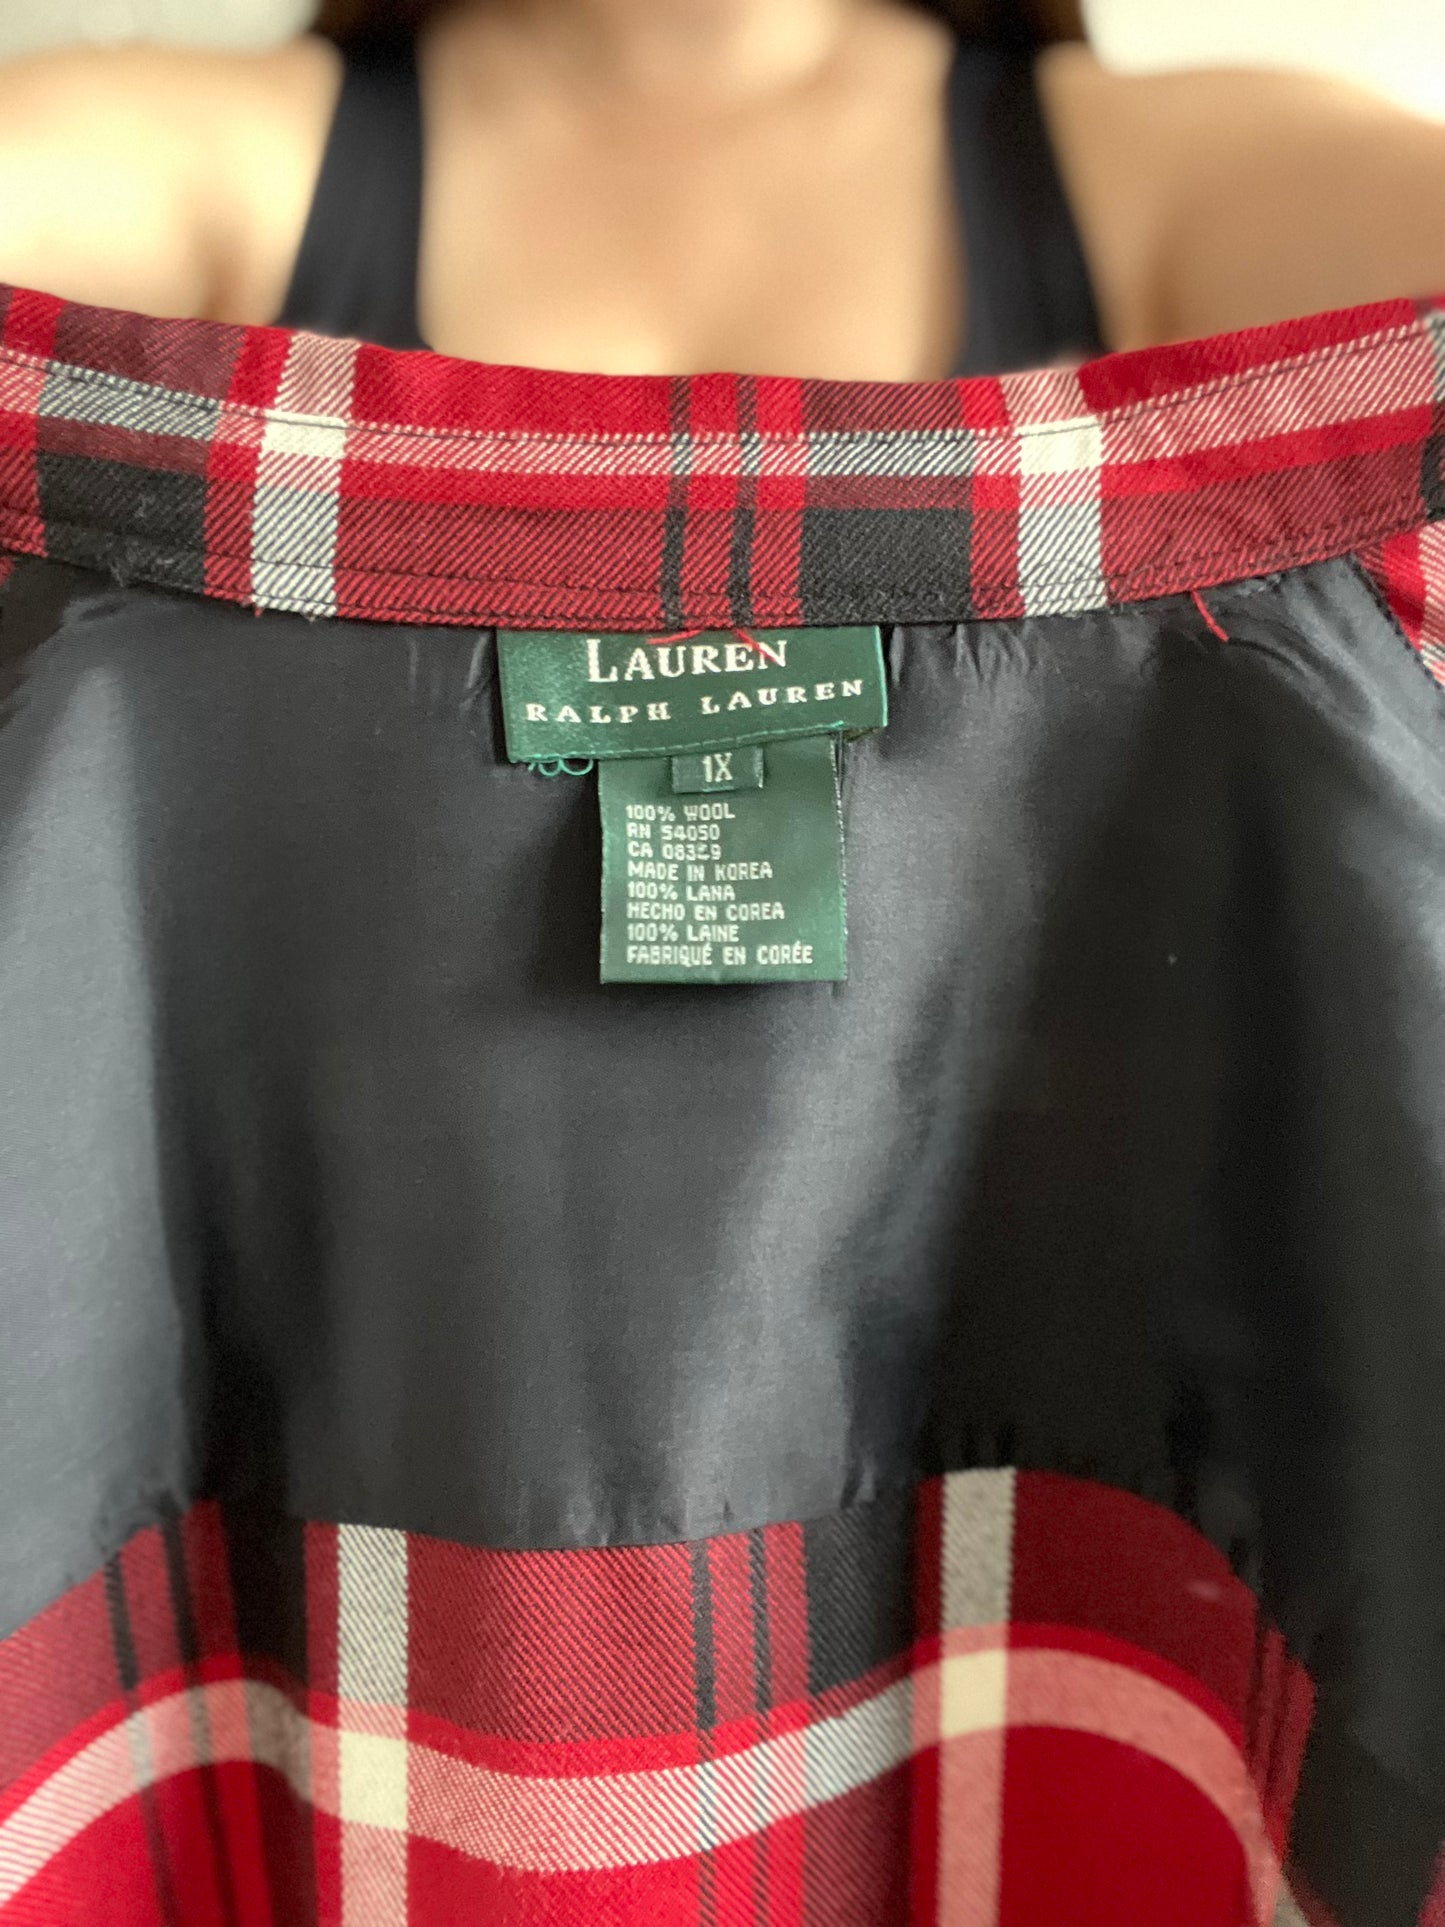 LAUREN
RALPH LAUREN
1X
100% WOOL
RN 54050
MADE IN KOREA
100% LANA
HECHO EN COREA
100% LAINE
FABRIQUÉ EN CORÉE